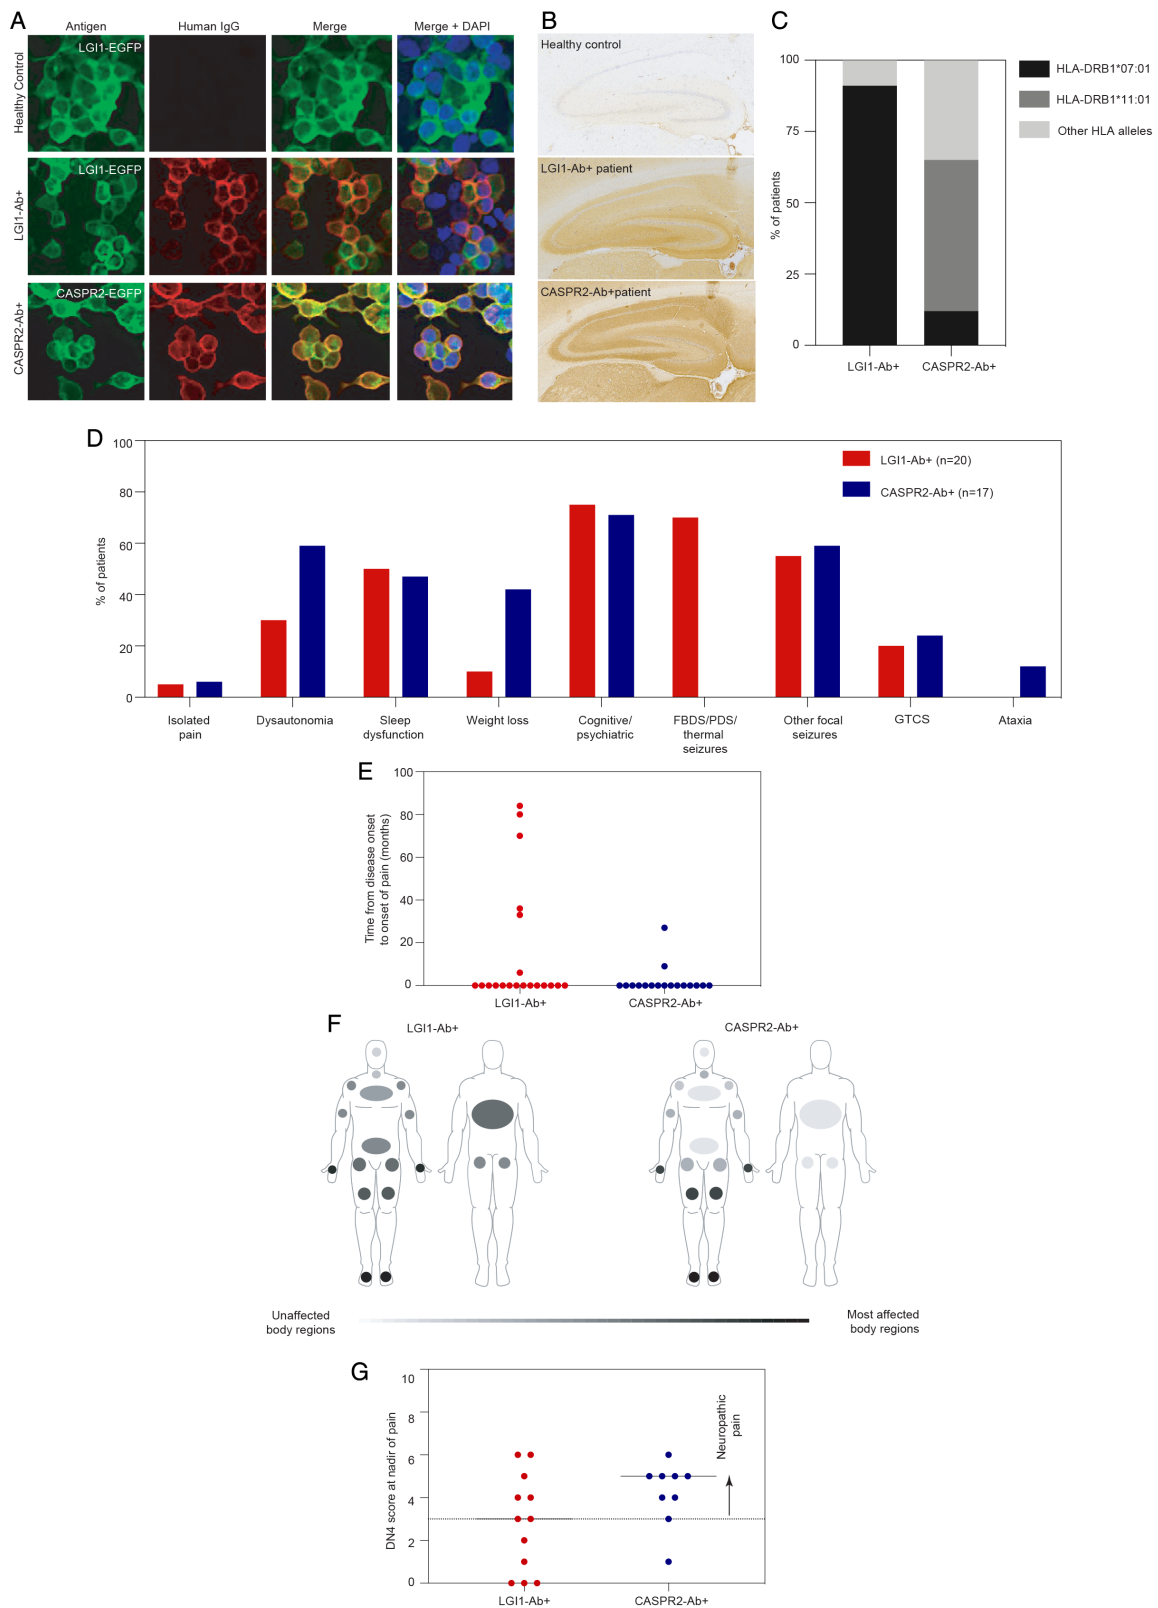 A
Antigen
Human IgG
Merge
Merge + DAPI
Healthy Control
LGI1-EGFP
LGI1-Ab+
LGI1-EGFP
CASPR2-Ab+
CASPR2-EGFP
B
Healthy control
LGI1-Ab+ patient
CASPR2-Ab+patient
C
% of patients
100
75
50
25
0
LGI1-Ab+
CASPR2-Ab+
HLA-DRB1*07:01
HLA-DRB1*11:01
Other HLA alleles
D
% of patients
100
80
60
40
20
0
LGI1-Ab+ (n=20)
CASPR2-Ab+ (n=17)
Isolated
pain
Dysautonomia
Sleep
dysfunction
Weight loss
Cognitive/
psychiatric
FBDS/PDS/
thermal
seizures
Other focal
seizures
GTCS
Ataxia
E
Time from disease onset
to onset of pain (months)
100
80
60
40
20
0
LGI1-Ab+
CASPR2-Ab+
F
LGI1-Ab+
CASPR2-Ab+
Unaffected
body regions
Most affected
body regions
G
DN4 score at nadir of pain
10
8
6
4
2
0
Neuropathic
pain
LGI1-Ab+
CASPR2-Ab+